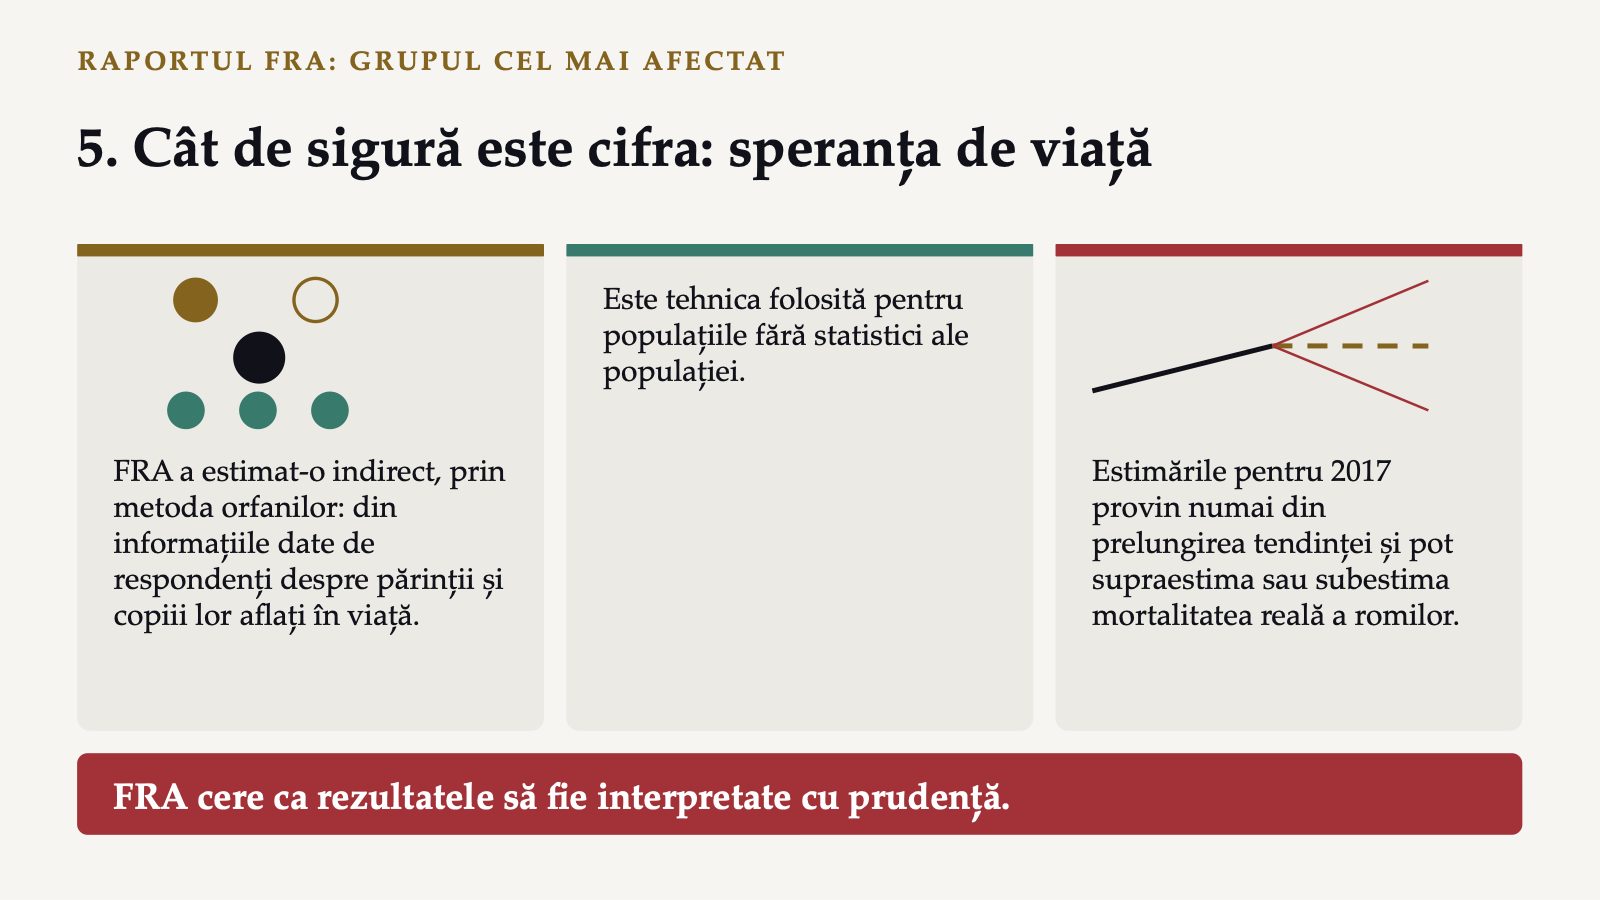 RAPORTUL FRA: GRUPUL CEL MAI AFECTAT
5. Cât de sigură este cifra: speranța de viață
FRA a estimat-o indirect, prin
metoda orfanilor: din
informațiile date de
respondenți despre părinții și
copiii lor aflați în viață.
Este tehnica folosită pentru
populațiile fără statistici ale
populației.
Estimările pentru 2017
provin numai din
prelungirea tendinței și pot
supraestima sau subestima
mortalitatea reală a romilor.
FRA cere ca rezultatele să fie interpretate cu prudență.